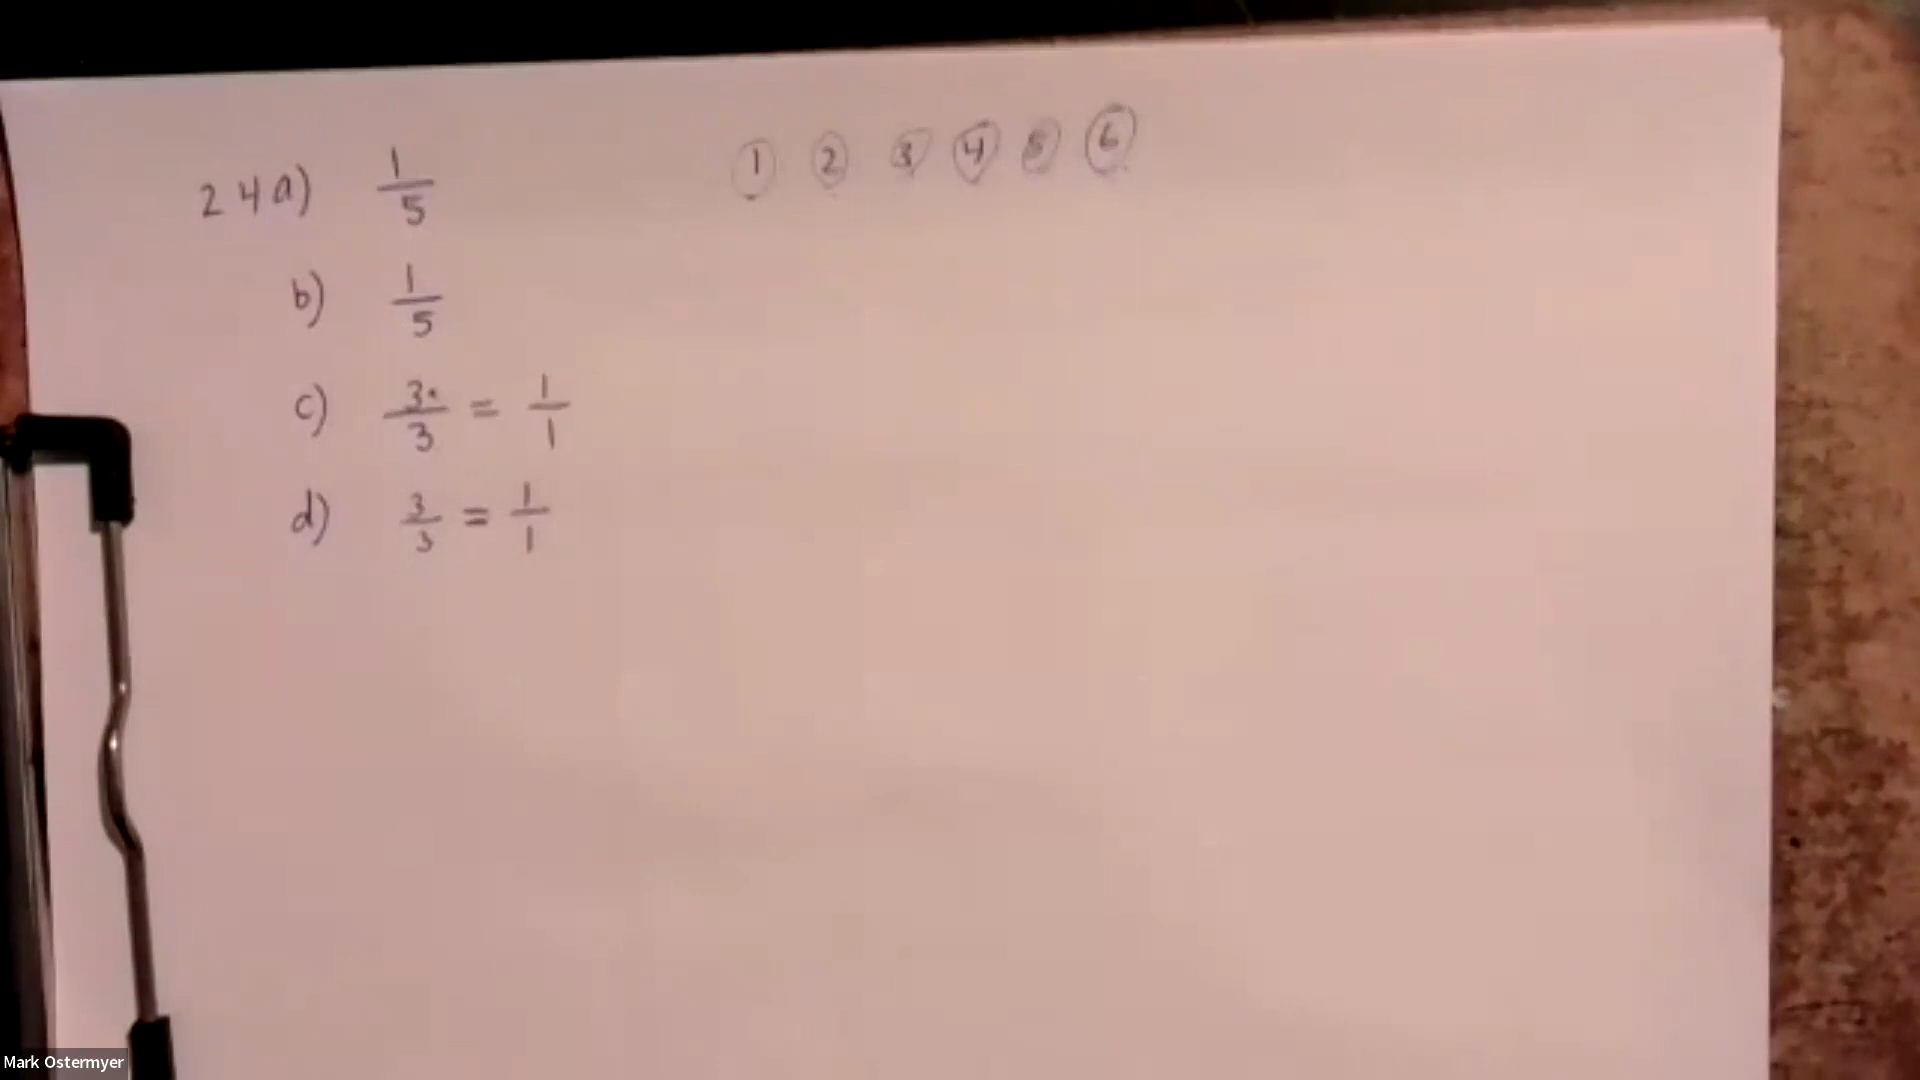 24a) 1/5
① ② ③ ④ ⑤ ⑥
b) 1/5
c) 3/3 = 1/1
d) 3/3 = 1/1
Mark Ostermyer